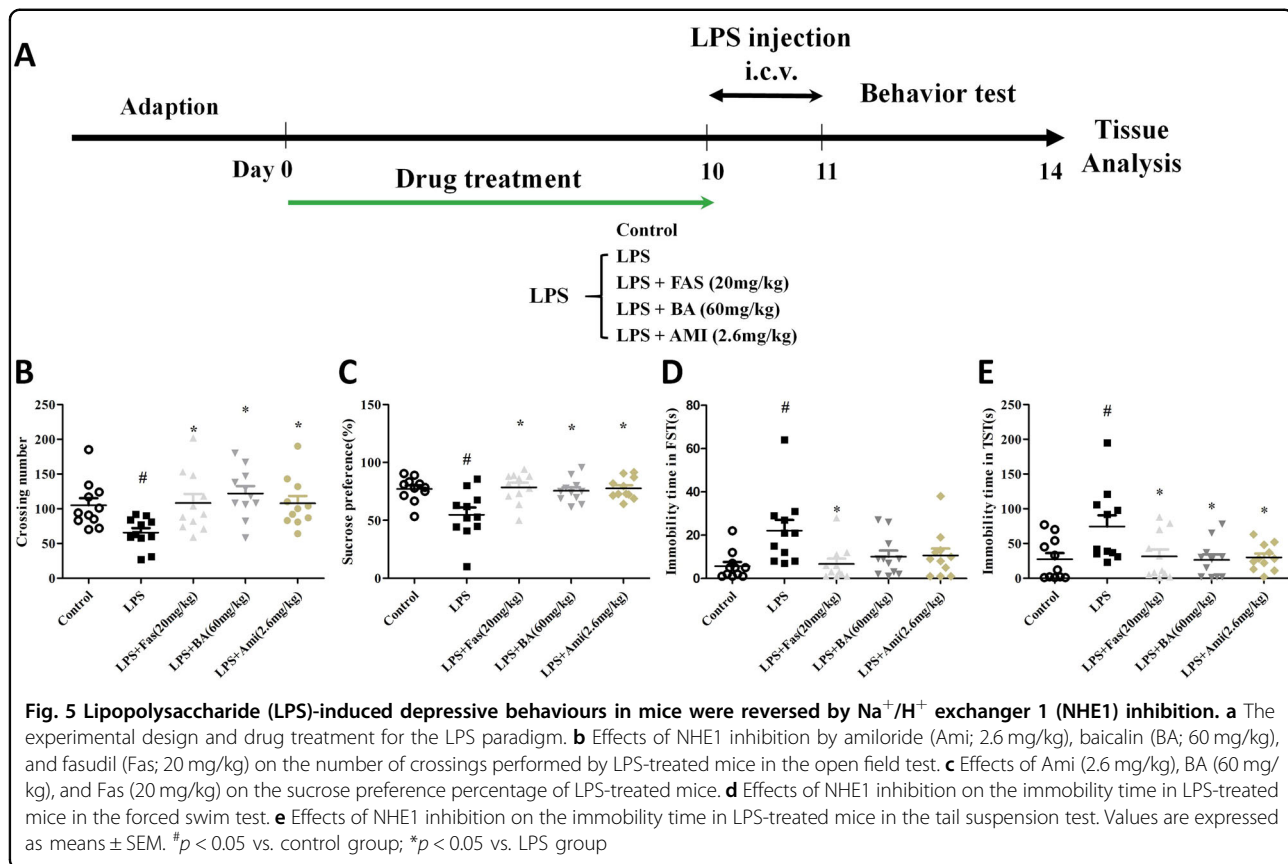 A
LPS injection
i.c.v.
Adaption
Behavior test
Tissue
Analysis
Day 0
Drug treatment
10
11
14
Control
LPS
LPS
LPS + FAS (20mg/kg)
LPS + BA (60mg/kg)
LPS + AMI (2.6mg/kg)
B
Crossing number
250
200
150
100
50
0
#
*
*
*
Control
LPS
LPS+Fas(20mg/kg)
LPS+BA(60mg/kg)
LPS+Ami(2.6mg/kg)
C
Sucrose preference(%)
150
100
50
0
#
*
*
*
Control
LPS
LPS+Fas(20mg/kg)
LPS+BA(60mg/kg)
LPS+Ami(2.6mg/kg)
D
Immobility time in FST(s)
80
60
40
20
0
#
*
Control
LPS
LPS+Fas(20mg/kg)
LPS+BA(60mg/kg)
LPS+Ami(2.6mg/kg)
E
Immobility time in TST(s)
250
200
150
100
50
0
#
*
*
*
Control
LPS
LPS+Fas(20mg/kg)
LPS+BA(60mg/kg)
LPS+Ami(2.6mg/kg)
Fig. 5 Lipopolysaccharide (LPS)-induced depressive behaviours in mice were reversed by Na⁺/H⁺ exchanger 1 (NHE1) inhibition. a The
experimental design and drug treatment for the LPS paradigm. b Effects of NHE1 inhibition by amiloride (Ami; 2.6 mg/kg), baicalin (BA; 60 mg/kg),
and fasudil (Fas; 20 mg/kg) on the number of crossings performed by LPS-treated mice in the open field test. c Effects of Ami (2.6 mg/kg), BA (60 mg/
kg), and Fas (20 mg/kg) on the sucrose preference percentage of LPS-treated mice. d Effects of NHE1 inhibition on the immobility time in LPS-treated
mice in the forced swim test. e Effects of NHE1 inhibition on the immobility time in LPS-treated mice in the tail suspension test. Values are expressed
as means ± SEM. #p < 0.05 vs. control group; *p < 0.05 vs. LPS group